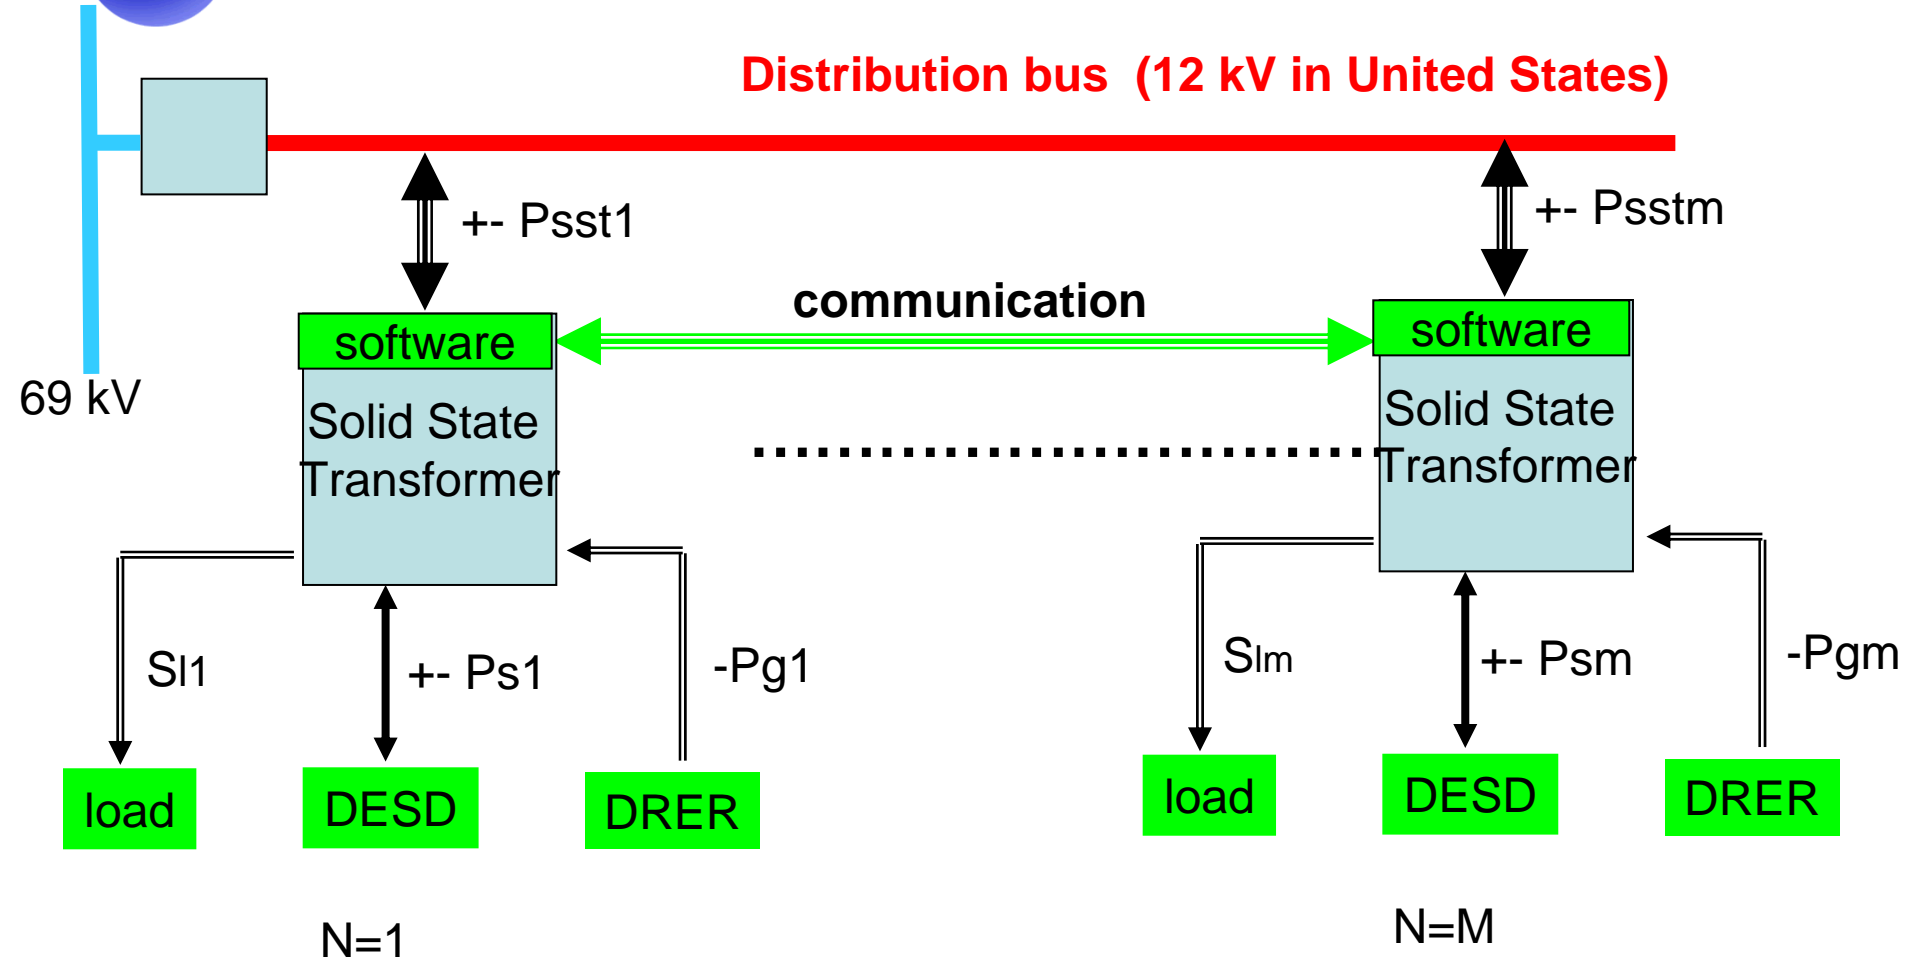 Distribution bus  (12 kV in United States)
+- Psst1
+- Psstm
communication
software
software
69 kV
Solid State
Transformer
Solid State
Transformer
Sl1
+- Ps1
-Pg1
Slm
+- Psm
-Pgm
load
DESD
DRER
load
DESD
DRER
N=1
N=M